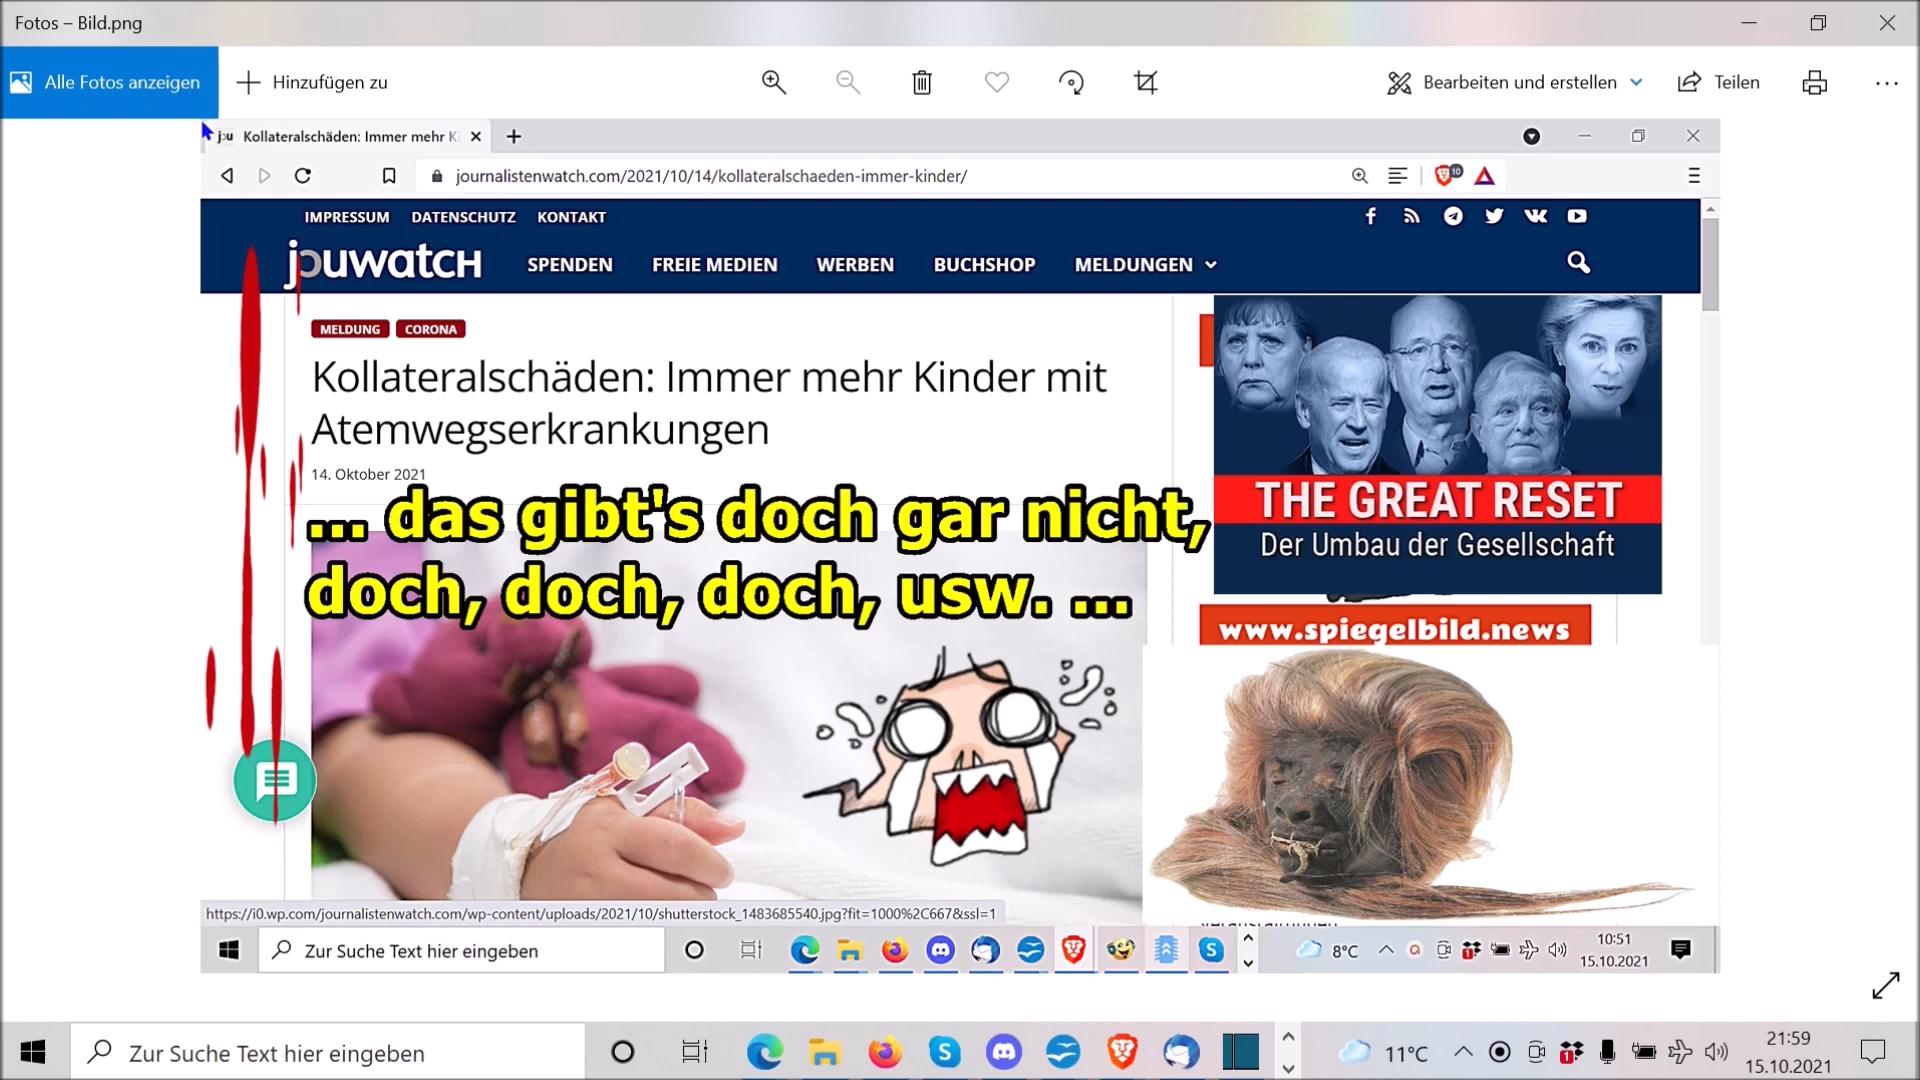 Fotos – Bild.png
Alle Fotos anzeigen
Hinzufügen zu
Bearbeiten und erstellen
Teilen
jou Kollateralschäden: Immer mehr Ki
journalistenwatch.com/2021/10/14/kollateralschaeden-immer-kinder/
10
IMPRESSUM DATENSCHUTZ KONTAKT
jouwatch SPENDEN FREIE MEDIEN WERBEN BUCHSHOP MELDUNGEN
MELDUNG CORONA
Kollateralschäden: Immer mehr Kinder mit
Atemwegserkrankungen
14. Oktober 2021
... das gibt's doch gar nicht,
doch, doch, doch, usw. ...
THE GREAT RESET
Der Umbau der Gesellschaft
www.spiegelbild.news
https://i0.wp.com/journalistenwatch.com/wp-content/uploads/2021/10/shutterstock_1483685540.jpg?fit=1000%2C667&ssl=1
Zur Suche Text hier eingeben
8°C
1
10:51
15.10.2021
Zur Suche Text hier eingeben
11°C
1
21:59
15.10.2021